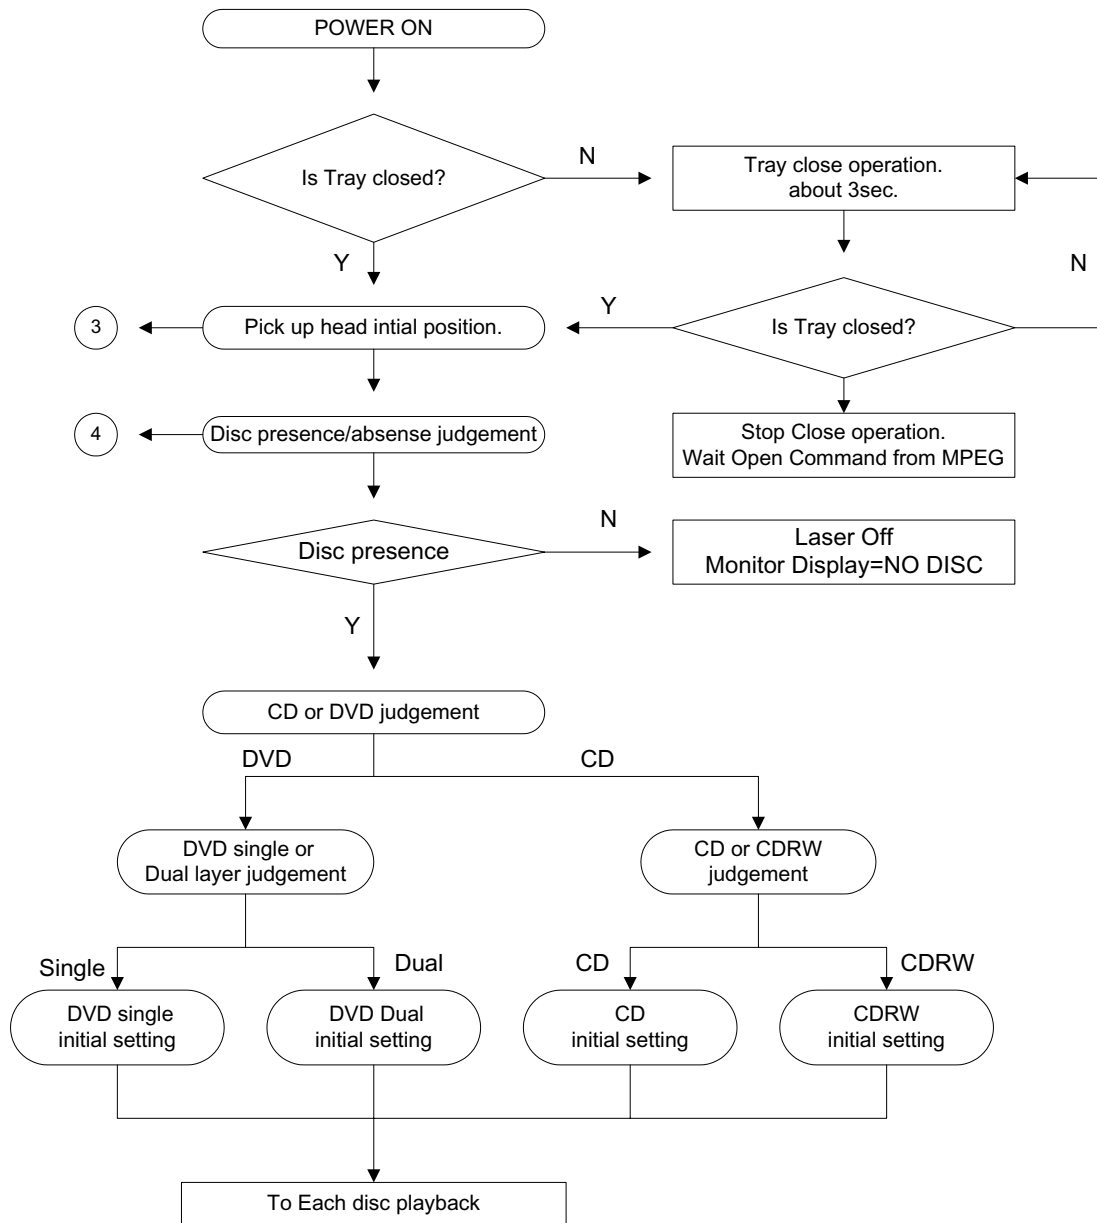 POWER ON
Is Tray closed?
N
Tray close operation.
about 3sec.
Y
N
3
Pick up head intial position.
Y
Is Tray closed?
4
Disc presence/absense judgement
Stop Close operation.
Wait Open Command from MPEG
Disc presence
N
Laser Off
Monitor Display=NO DISC
Y
CD or DVD judgement
DVD
CD
DVD single or
Dual layer judgement
CD or CDRW
judgement
Single
Dual
CD
CDRW
DVD single
initial setting
DVD Dual
initial setting
CD
initial setting
CDRW
initial setting
To Each disc playback